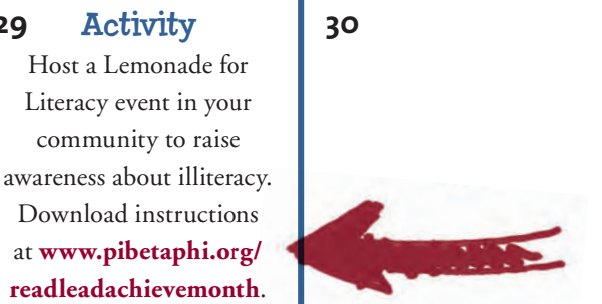 29 Activity
Host a Lemonade for
Literacy event in your
community to raise
awareness about illiteracy.
Download instructions
at www.pibetaphi.org/
readleadachievemonth.
30